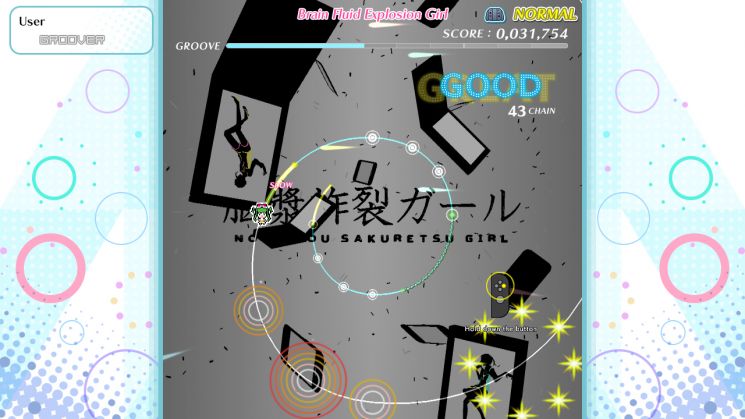 User
GROOVER
Brain Fluid Explosion Girl
NORMAL
SCORE : 0,031,754
GROOVE
GOOD
43 CHAIN
SLOW
脳漿炸裂ガール
SAKURETSU GIRL
Hold down the button